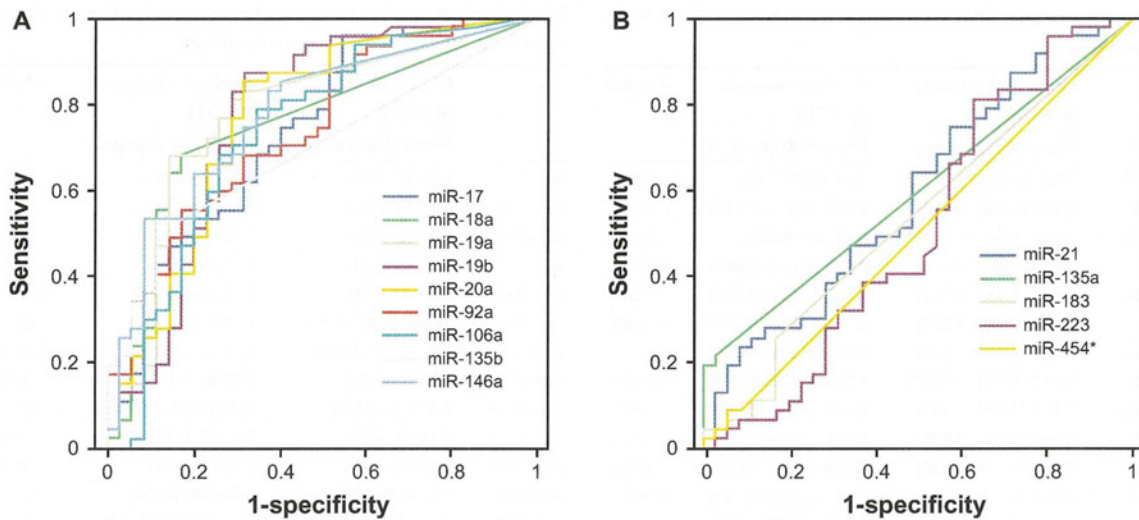 A
Sensitivity
1
0.8
0.6
0.4
0.2
0
0
0.2
0.4
0.6
0.8
1
1-specificity
miR-17
miR-18a
miR-19a
miR-19b
miR-20a
miR-92a
miR-106a
miR-135b
miR-146a
B
Sensitivity
1
0.8
0.6
0.4
0.2
0
0
0.2
0.4
0.6
0.8
1
1-specificity
miR-21
miR-135a
miR-183
miR-223
miR-454*